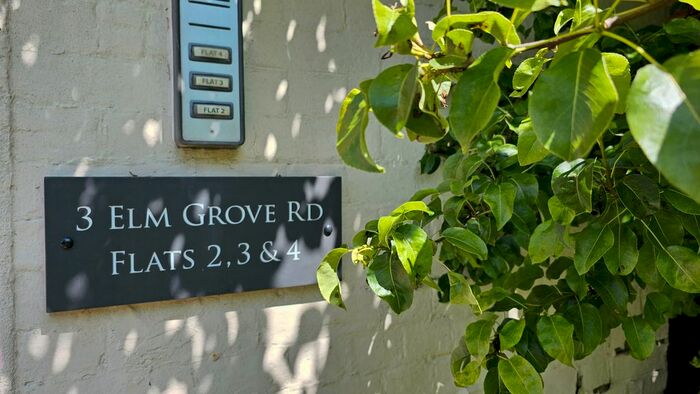 FLAT 4
FLAT 3
FLAT 2
3 ELM GROVE RD
FLATS 2, 3 & 4